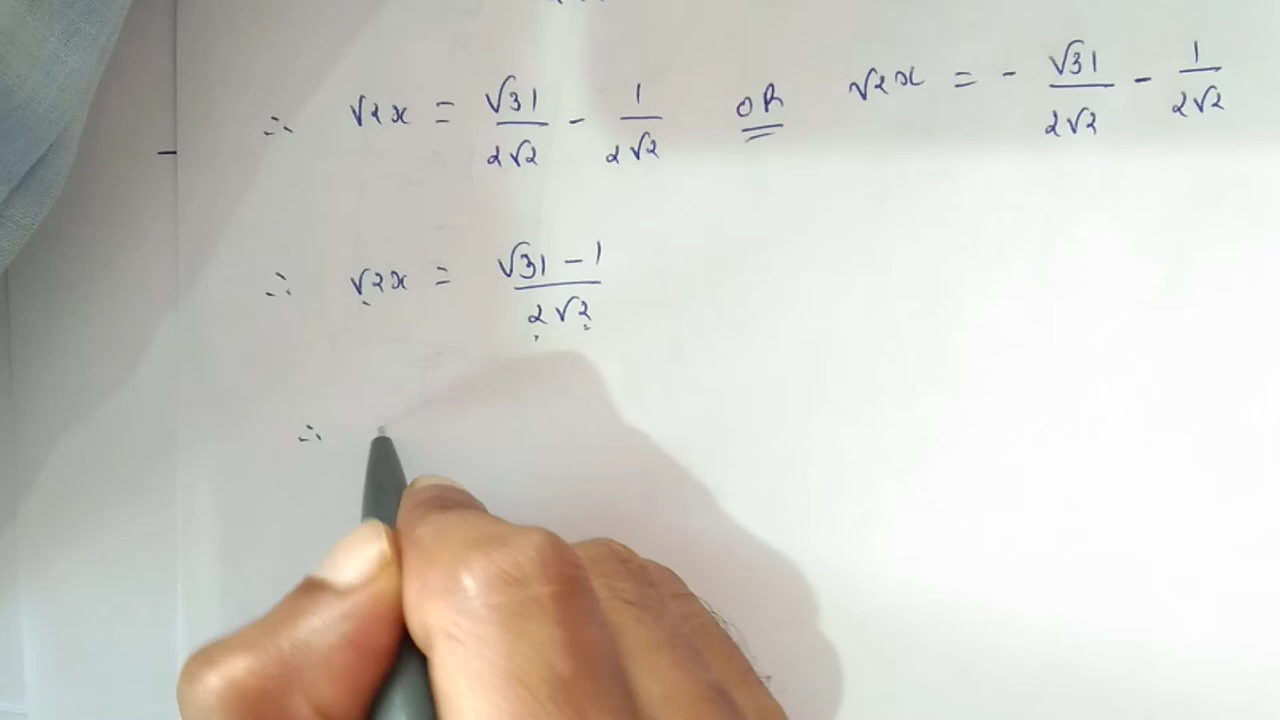 ∴ √2x = √31/2√2 - 1/2√2 OR √2x = - √31/2√2 - 1/2√2
∴ √2x = √31 - 1/2√2
∴